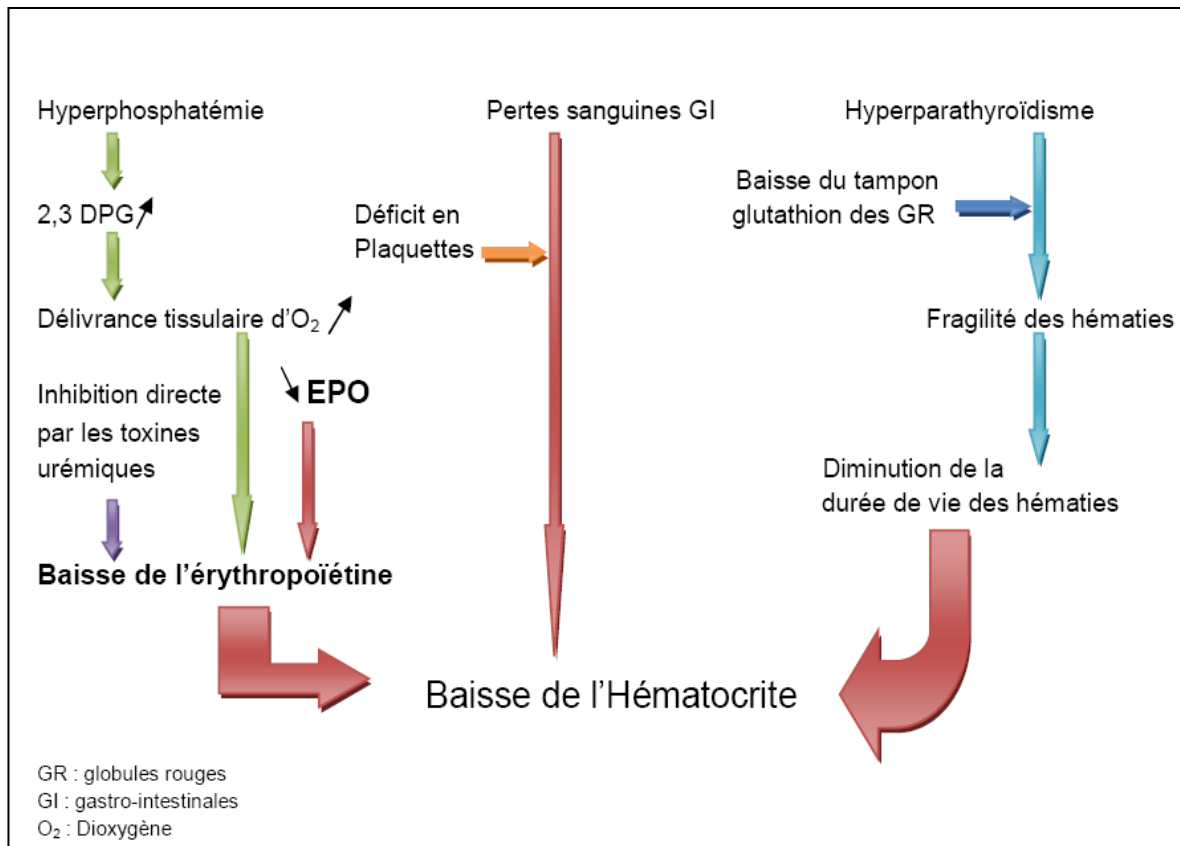 Hyperphosphatémie
2,3 DPG
Délivrance tissulaire d’O₂
Inhibition directe
par les toxines
urémiques
EPO
Baisse de l’érythropoïétine
Déficit en
Plaquettes
Pertes sanguines GI
Hyperparathyroïdisme
Baisse du tampon
glutathion des GR
Fragilité des hématies
Diminution de la
durée de vie des hématies
Baisse de l’Hématocrite
GR : globules rouges
GI : gastro-intestinales
O₂ : Dioxygène